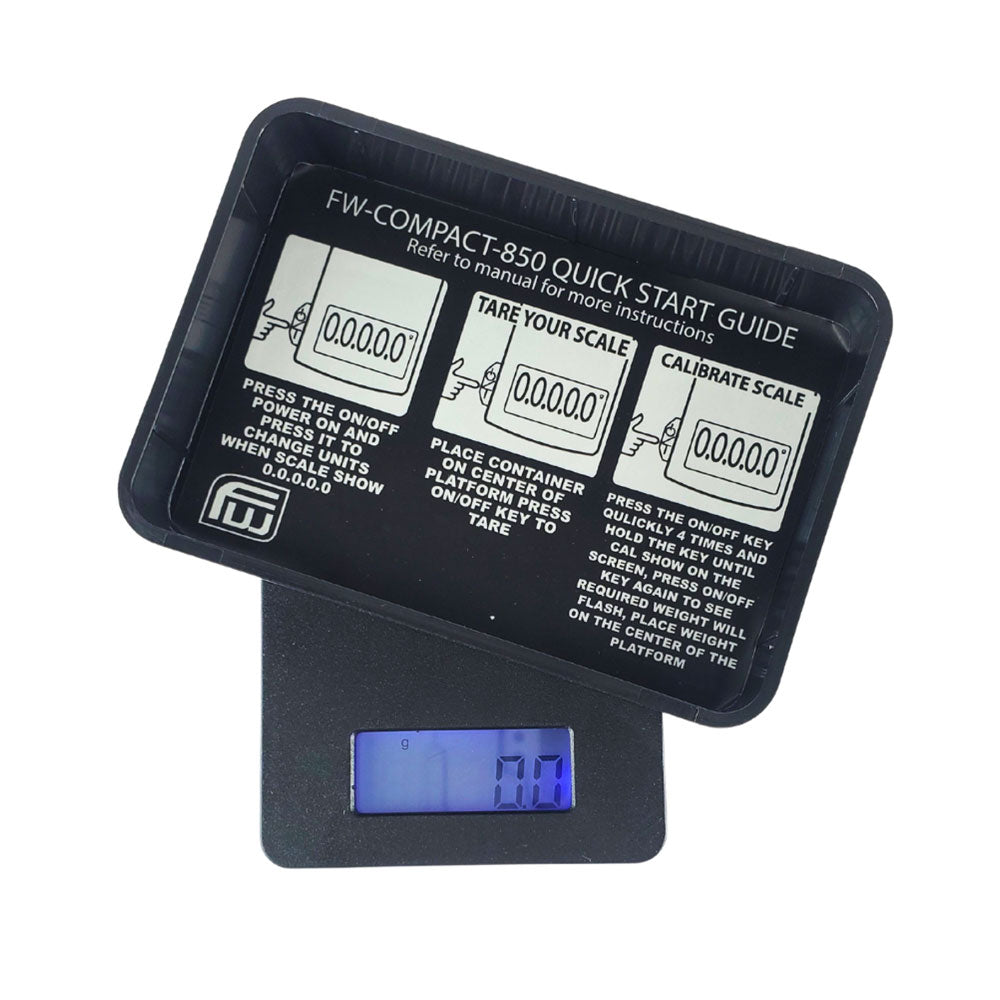 FW-COMPACT-850 QUICK START GUIDE
Refer to manual for more instructions
0.0.0.0.0
PRESS THE ON/OFF
POWER ON AND
PRESS IT TO
CHANGE UNITS
WHEN SCALE SHOW
0.0.0.0.0
FW
TARE YOUR SCALE
0.0.0.0.0
PLACE CONTAINER
ON CENTER OF
PLATFORM PRESS
ON/OFF KEY TO
TARE
CALIBRATE SCALE
0.0.0.0.0
PRESS THE ON/OFF KEY
QULICKLY 4 TIMES AND
HOLD THE KEY UNTIL
CAL SHOW ON THE
SCREEN, PRESS ON/OFF
KEY AGAIN TO SEE
REQUIRED WEIGHT WILL
FLASH, PLACE WEIGHT
ON THE CENTER OF THE
PLATFORM
g
0.0